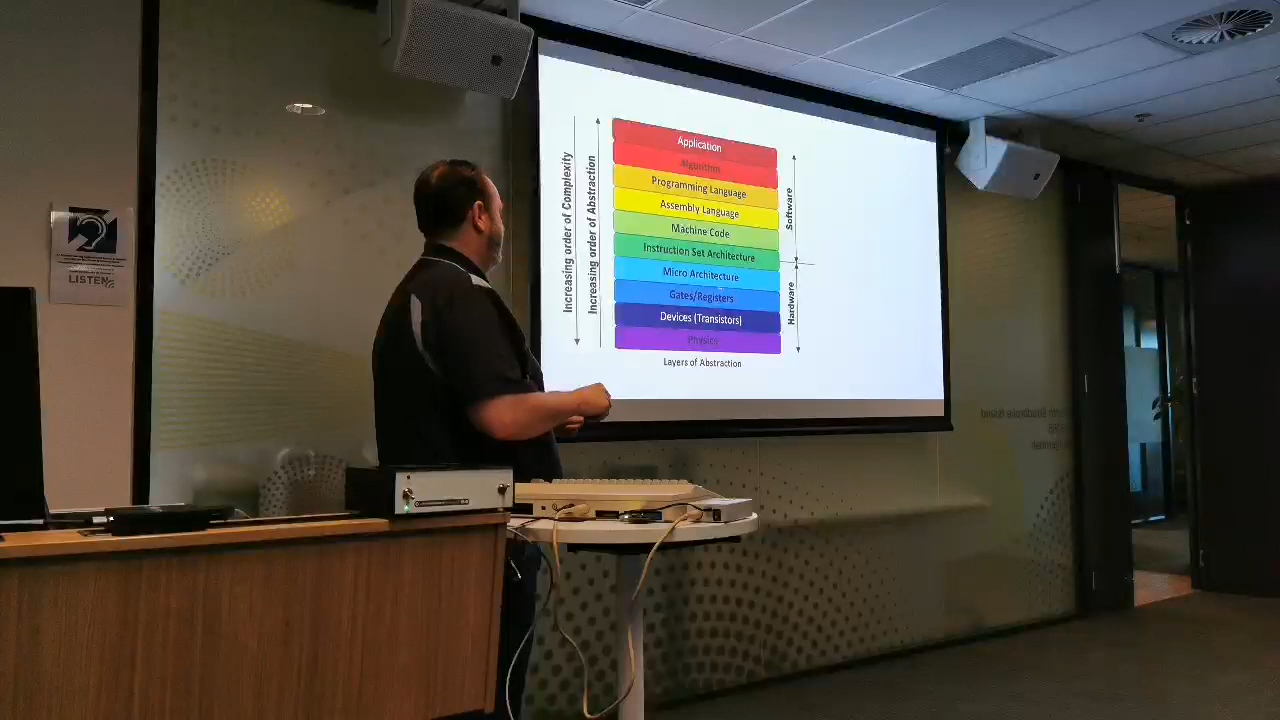 Increasing order of Complexity
Increasing order of Abstraction
Application
Algorithm
Programming Language
Assembly Language
Machine Code
Instruction Set Architecture
Micro Architecture
Gates/Registers
Devices (Transistors)
Physics
Software
Hardware
Layers of Abstraction
LISTEN